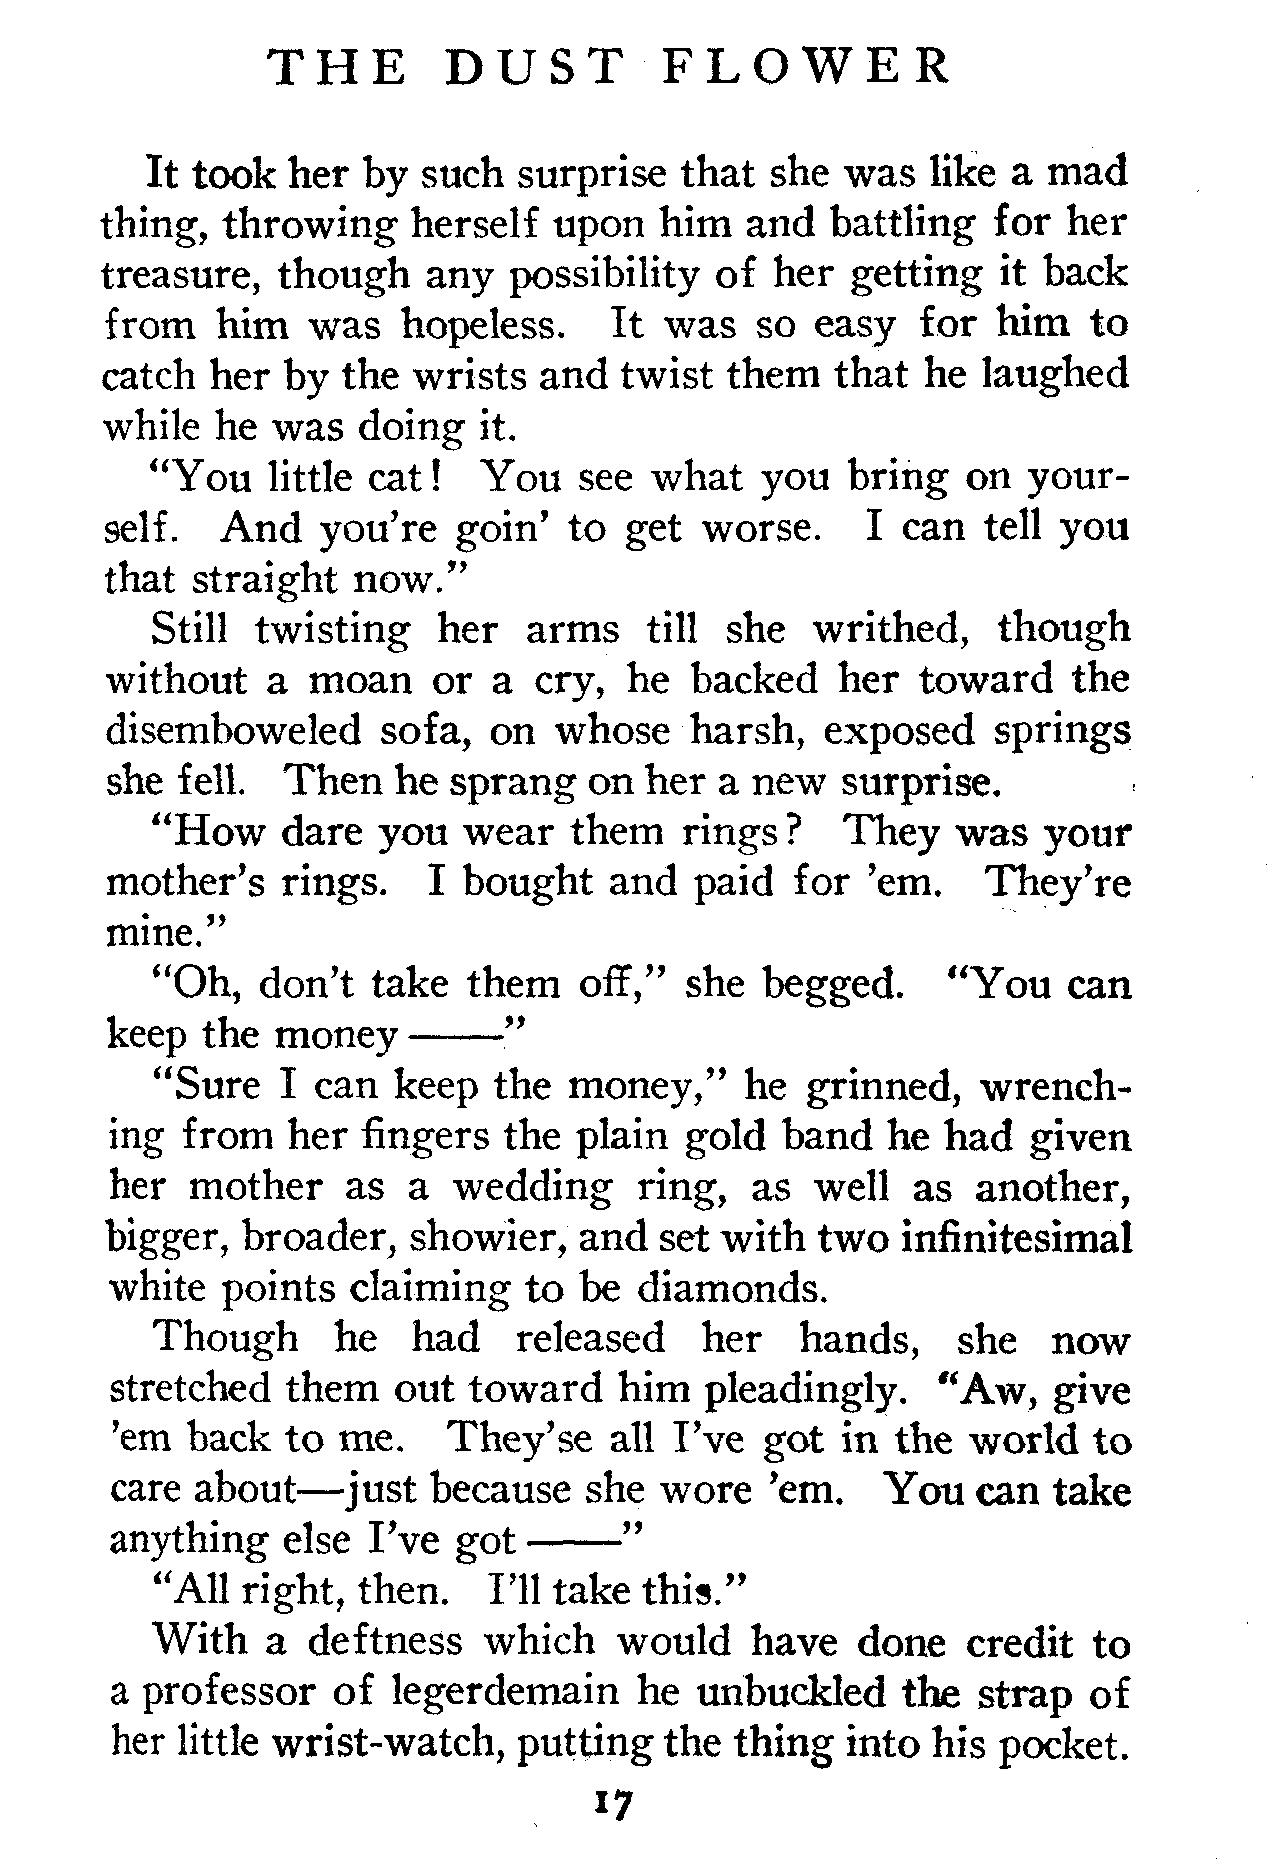 THE DUST FLOWER
It took her by such surprise that she was like a mad
thing, throwing herself upon him and battling for her
treasure, though any possibility of her getting it back
from him was hopeless. It was so easy for him to
catch her by the wrists and twist them that he laughed
while he was doing it.
“You little cat! You see what you bring on your-
self. And you’re goin’ to get worse. I can tell you
that straight now.”
Still twisting her arms till she writhed, though
without a moan or a cry, he backed her toward the
disemboweled sofa, on whose harsh, exposed springs
she fell. Then he sprang on her a new surprise.
“How dare you wear them rings? They was your
mother’s rings. I bought and paid for ’em. They’re
mine.”
“Oh, don’t take them off,” she begged. “You can
keep the money——”
“Sure I can keep the money,” he grinned, wrench-
ing from her fingers the plain gold band he had given
her mother as a wedding ring, as well as another,
bigger, broader, showier, and set with two infinitesimal
white points claiming to be diamonds.
Though he had released her hands, she now
stretched them out toward him pleadingly. “Aw, give
’em back to me. They’se all I’ve got in the world to
care about—just because she wore ’em. You can take
anything else I’ve got——”
“All right, then. I’ll take this.”
With a deftness which would have done credit to
a professor of legerdemain he unbuckled the strap of
her little wrist-watch, putting the thing into his pocket.
17